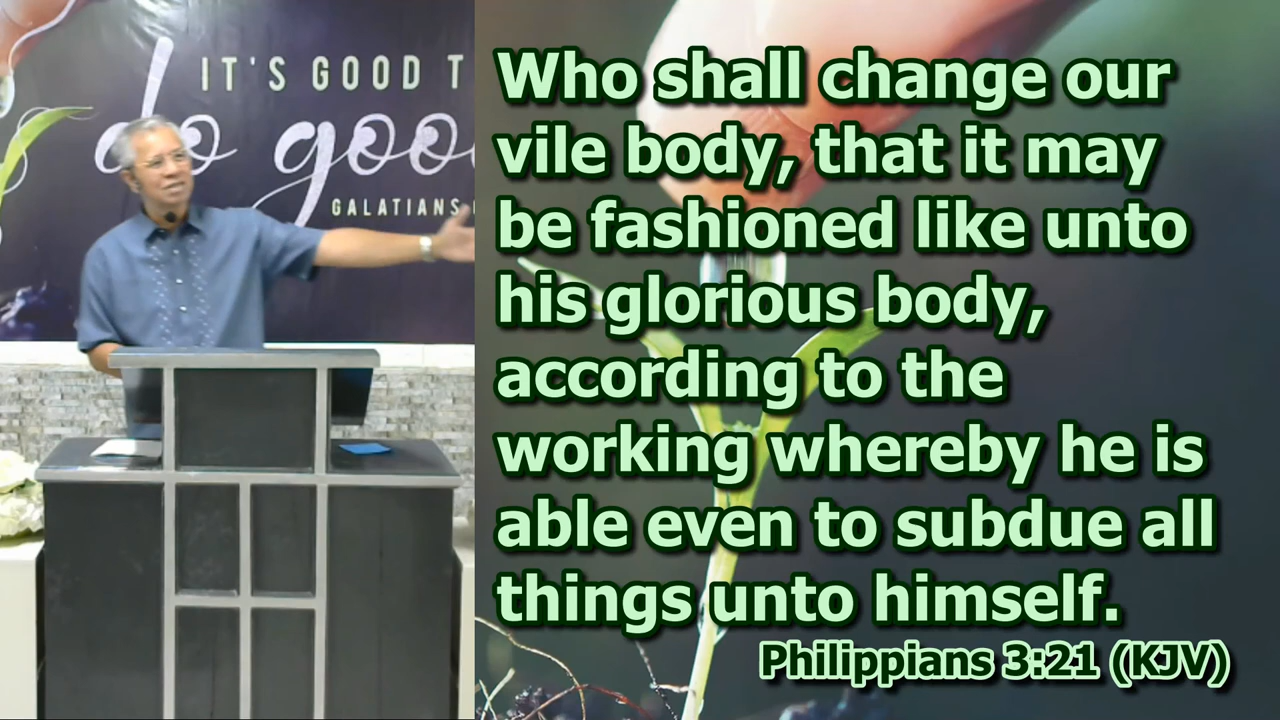 IT'S GOOD T
do goo
GALATIANS
Who shall change our
vile body, that it may
be fashioned like unto
his glorious body,
according to the
working whereby he is
able even to subdue all
things unto himself.
Philippians 3:21 (KJV)